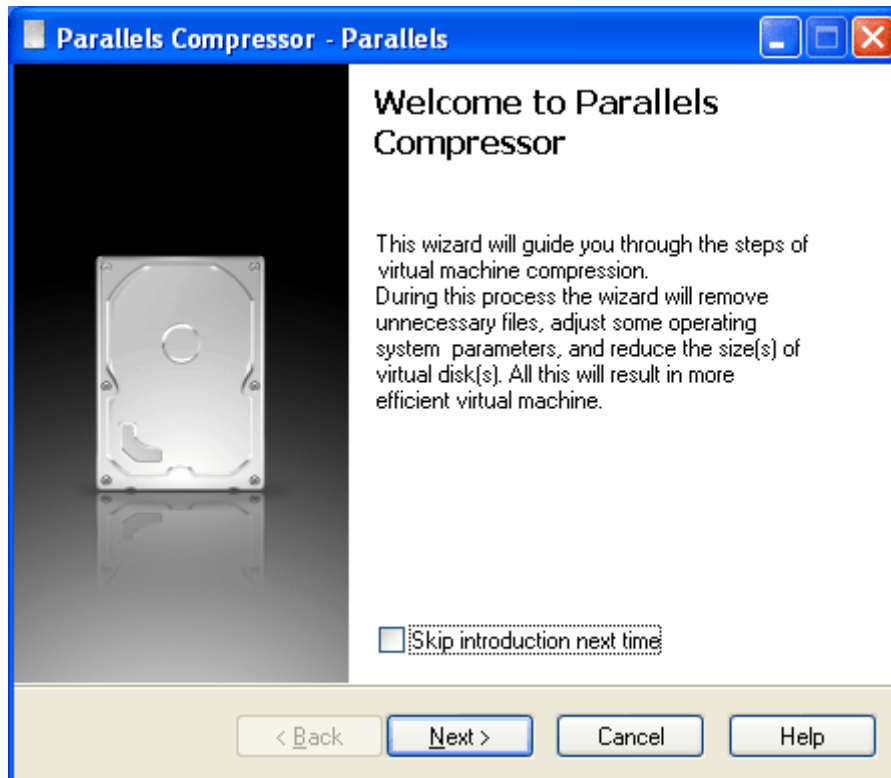 Parallels Compressor - Parallels
Welcome to Parallels
Compressor
This wizard will guide you through the steps of
virtual machine compression.
During this process the wizard will remove
unnecessary files, adjust some operating
system  parameters, and reduce the size(s) of
virtual disk(s). All this will result in more
efficient virtual machine.
Skip introduction next time
< Back Next > Cancel Help